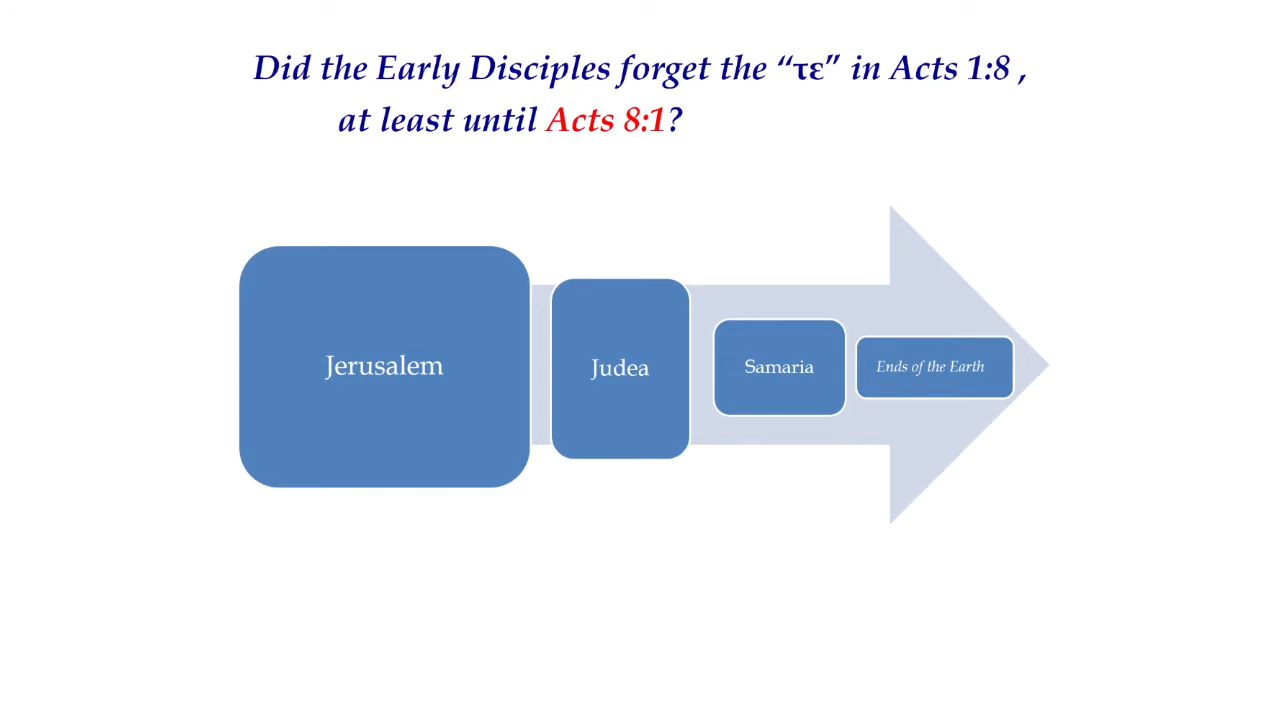 Did the Early Disciples forget the “τε” in Acts 1:8 ,
at least until Acts 8:1?
Jerusalem
Judea
Samaria
Ends of the Earth